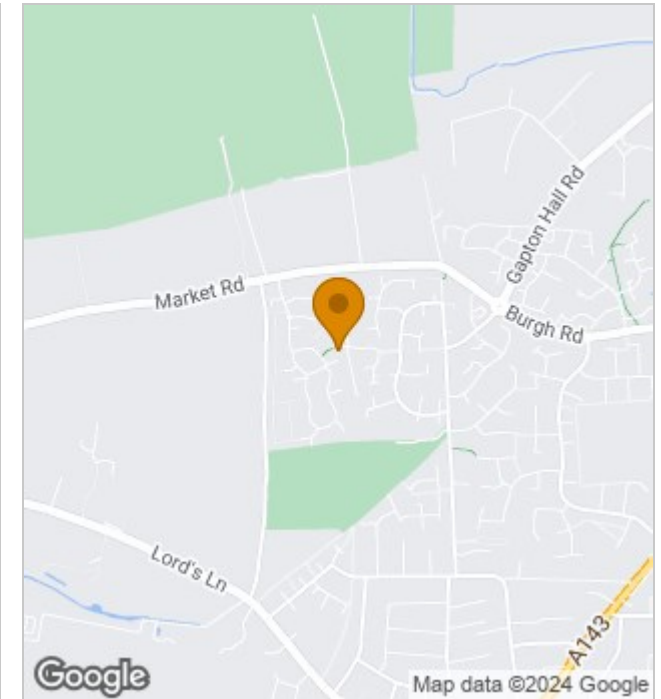 Gapton Hall Rd
Market Rd
Burgh Rd
Lord's Ln
A143
Google
Map data ©2024 Google